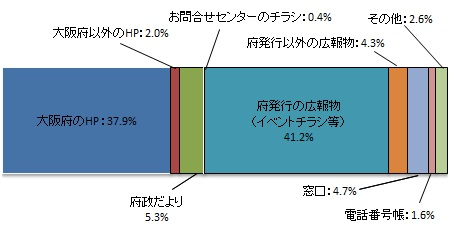 お問合せセンターのチラシ：0.4%
その他：2.6%
大阪府以外のHP：2.0%
府発行以外の広報物：4.3%
大阪府のHP：37.9%
府発行の広報物
（イベントチラシ等）
41.2%
府政だより
5.3%
窓口：4.7%
電話番号帳：1.6%